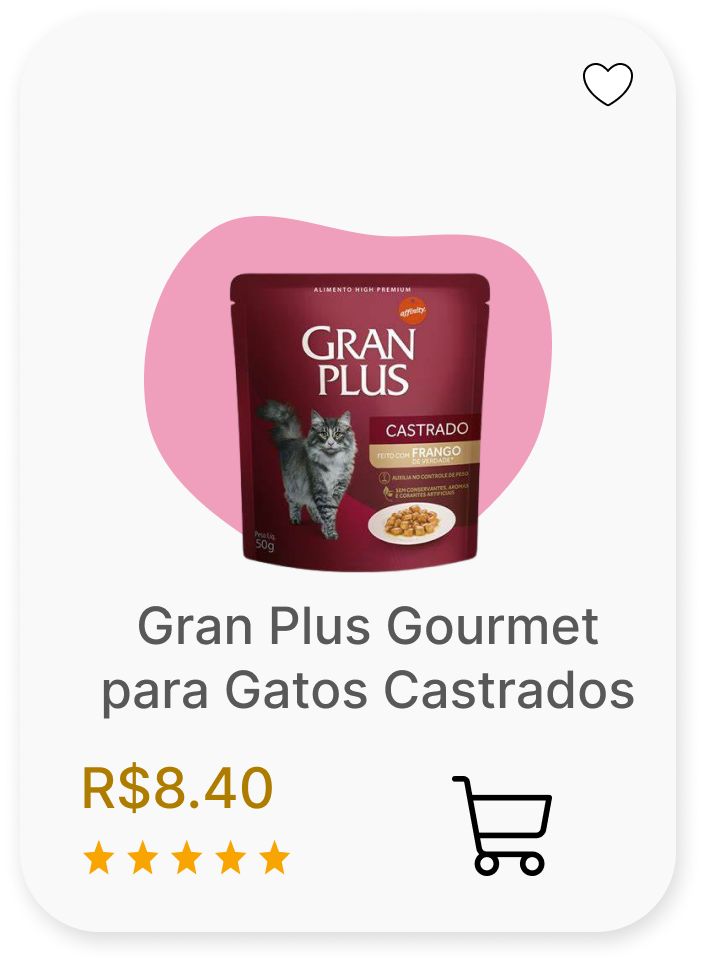 ALIMENTO HIGH PREMIUM
affinity.
GRAN
PLUS
CASTRADO
FEITO COM FRANGO
DE VERDADE*
AUXILIA NO CONTROLE DE PESO
SEM CONSERVANTES, AROMAS
E CORANTES ARTIFICIAIS
Peso Líq.
50g
Gran Plus Gourmet
para Gatos Castrados
R$8.40